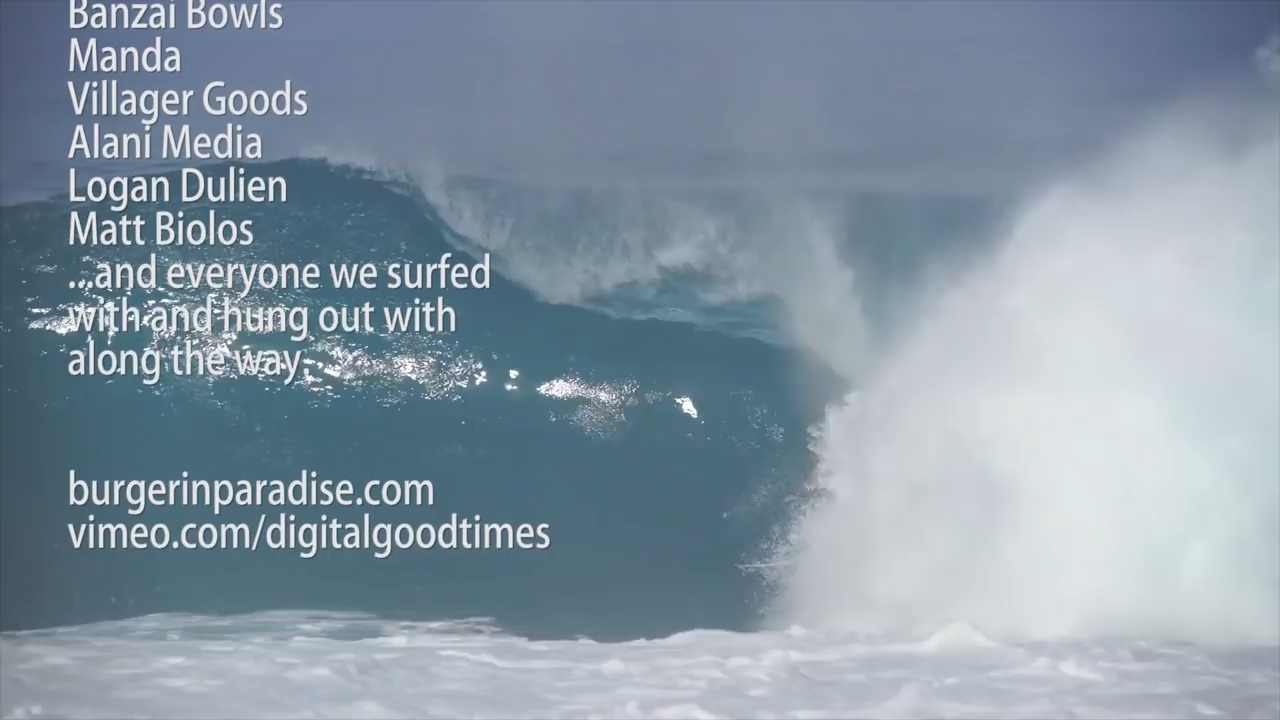 Banzai Bowls
Manda
Villager Goods
Alani Media
Logan Dulien
Matt Biolos
...and everyone we surfed
with and hung out with
along the way.
burgerinparadise.com
vimeo.com/digitalgoodtimes